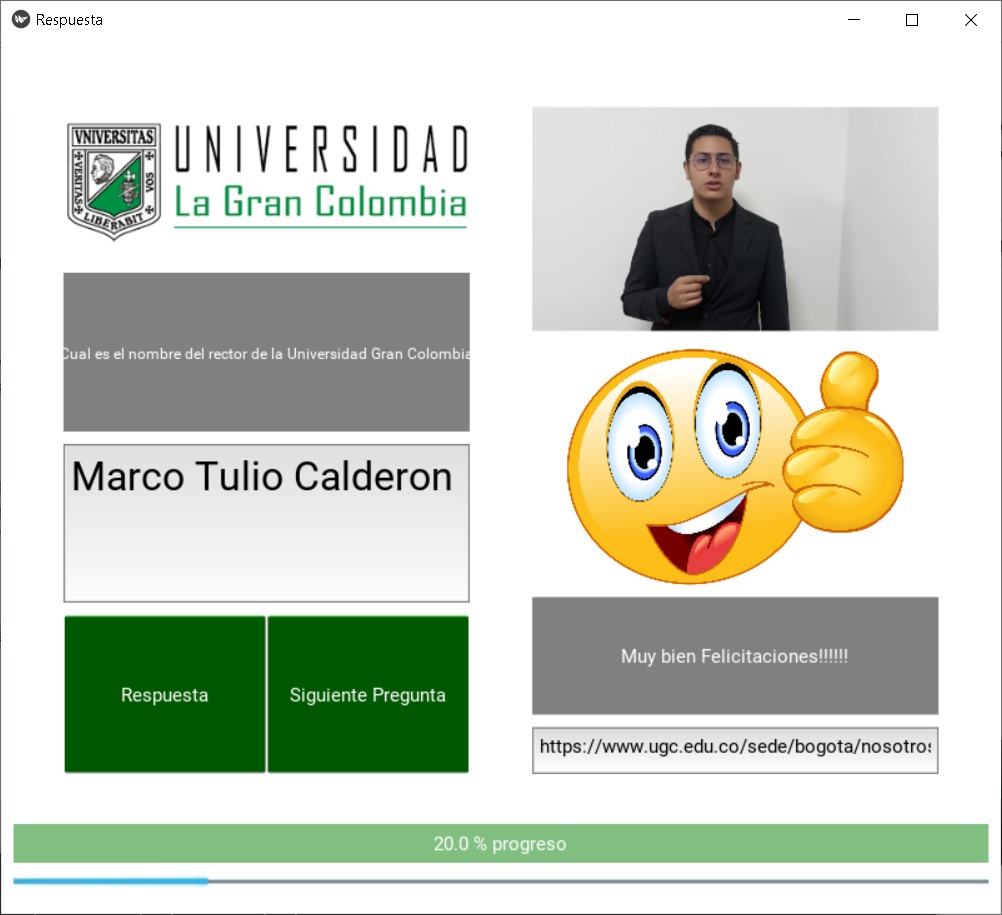 Respuesta
VNIVERSITAS
VERITAS
VOS
LIBERABIT
UNIVERSIDAD
La Gran Colombia
Cual es el nombre del rector de la Universidad Gran Colombia
Marco Tulio Calderon
Respuesta
Siguiente Pregunta
Muy bien Felicitaciones!!!!!!
https://www.ugc.edu.co/sede/bogota/nosotros
20.0 % progreso